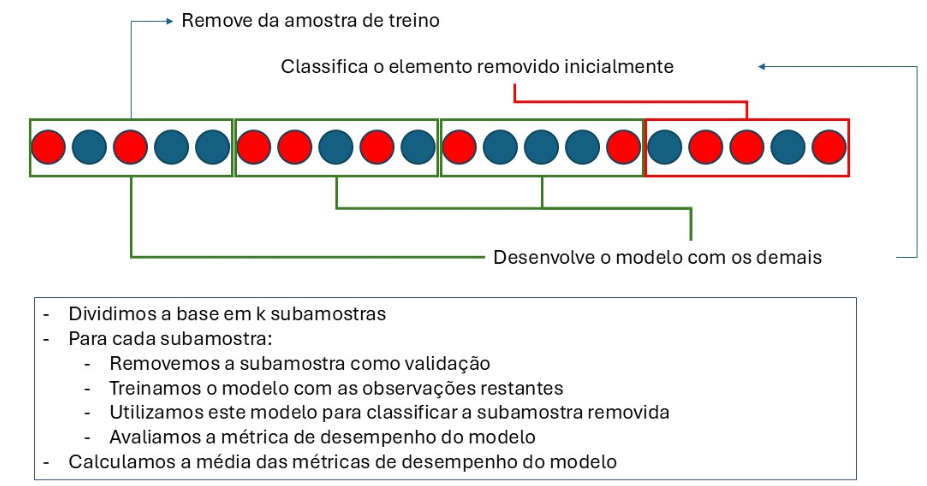 Remove da amostra de treino
Classifica o elemento removido inicialmente
Desenvolve o modelo com os demais
- Dividimos a base em k subamostras
- Para cada subamostra:
- Removemos a subamostra como validação
- Treinamos o modelo com as observações restantes
- Utilizamos este modelo para classificar a subamostra removida
- Avaliamos a métrica de desempenho do modelo
- Calculamos a média das métricas de desempenho do modelo